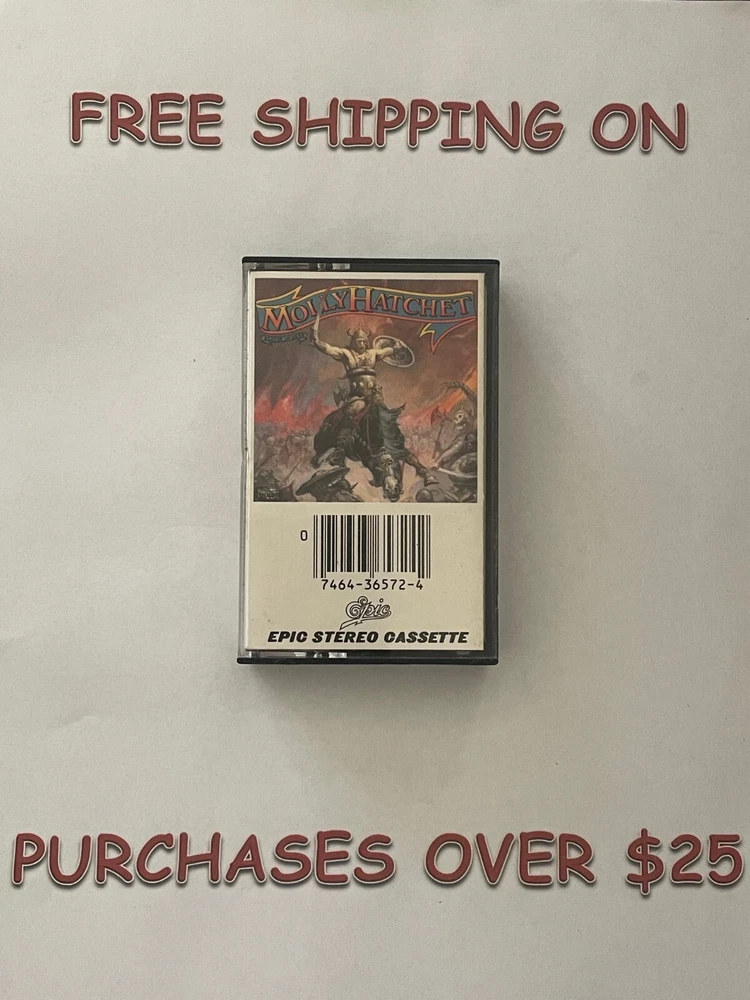 FREE SHIPPING ON
MOLLY HATCHET
0
7464-36572-4
Epic
EPIC STEREO CASSETTE
PURCHASES OVER $25